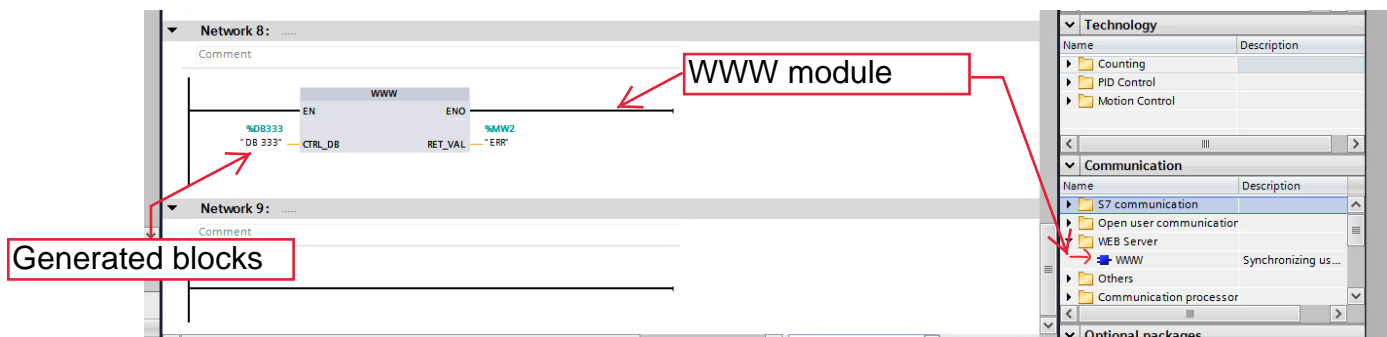 Network 8: .....
Comment
WWW
EN ENO
%DB333 %MW2
"DB 333" CTRL_DB RET_VAL "ERR"
Network 9: .....
Comment
WWW module
Generated blocks
Technology
Name Description
Counting
PID Control
Motion Control
Communication
Name Description
S7 communication
Open user communication
WEB Server
WWW Synchronizing us...
Others
Communication processor
Optional packages